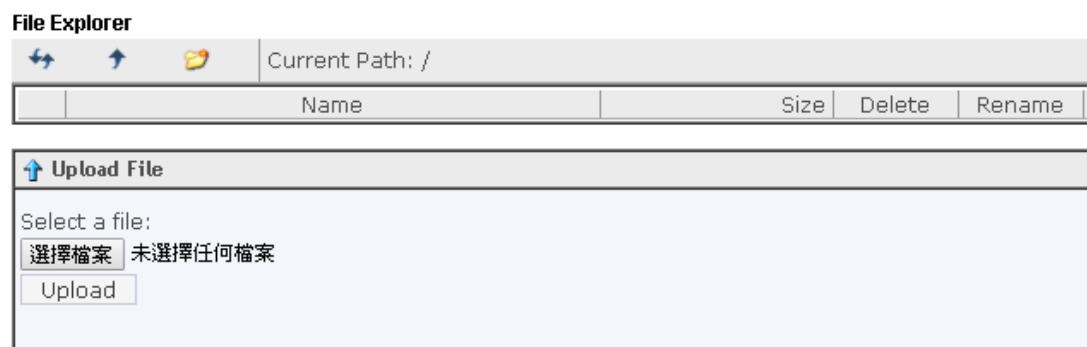 File Explorer
Current Path: /
Name Size Delete Rename
Upload File
Select a file:
選擇檔案 未選擇任何檔案
Upload